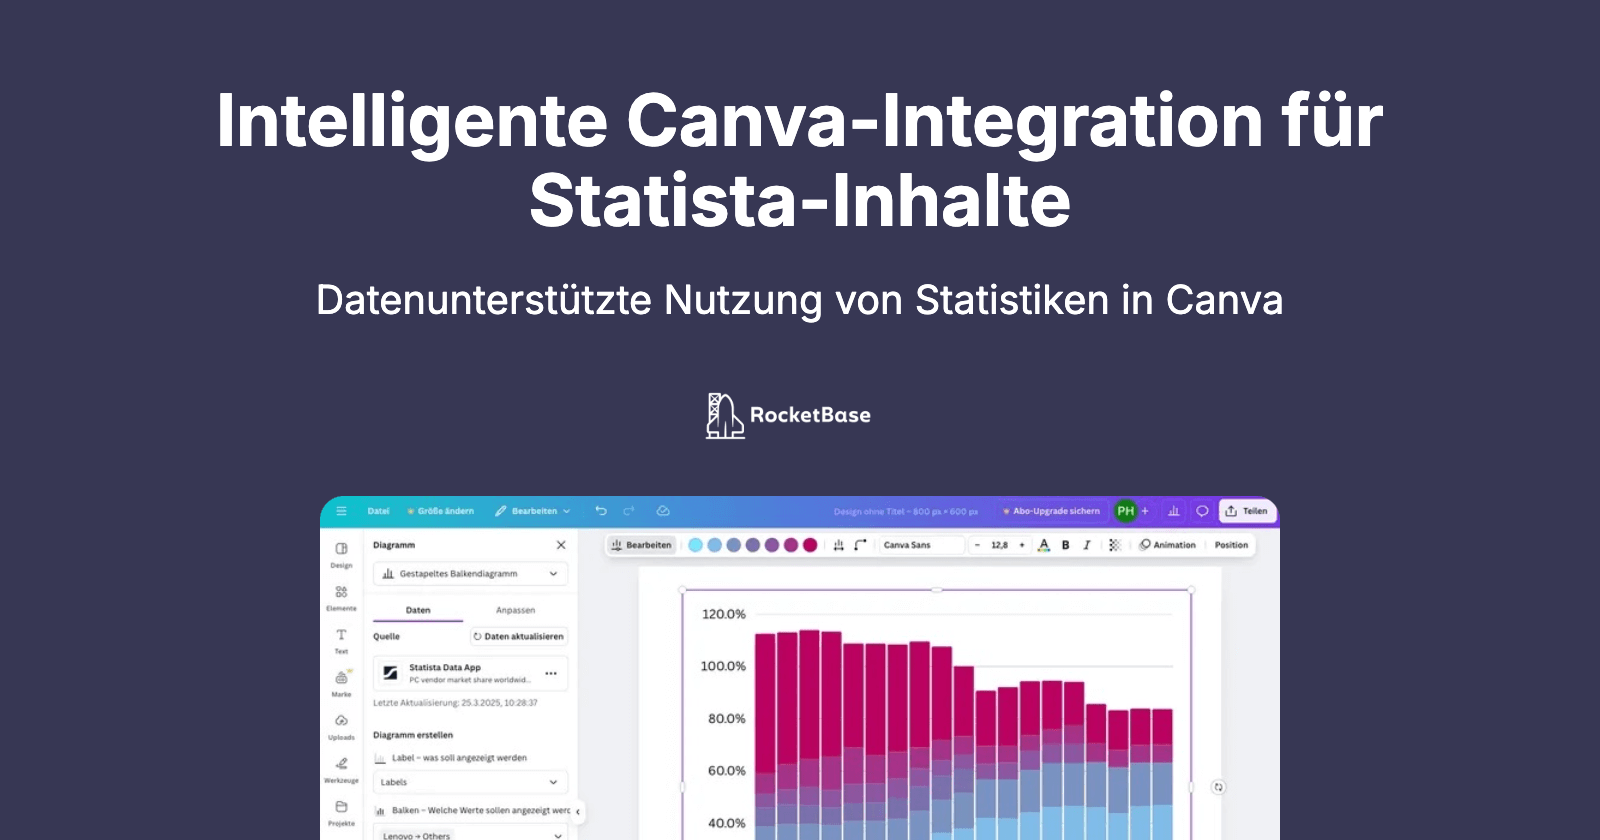 Intelligente Canva-Integration für
Statista-Inhalte
Datenunterstützte Nutzung von Statistiken in Canva
RocketBase
Datei Größe ändern Bearbeiten Design ohne Titel – 800 px × 600 px Abo-Upgrade sichern PH + Teilen
Bearbeiten Canva Sans – 12,8 + A B I Animation Position
Design
Elemente
Text
Marke
Uploads
Werkzeuge
Projekte
Diagramm
Gestapeltes Balkendiagramm
Daten Anpassen
Quelle Daten aktualisieren
Statista Data App
PC vendor market share worldwid...
Letzte Aktualisierung: 25.3.2025, 10:28:37
Diagramm erstellen
Label – was soll angezeigt werden
Labels
Balken – Welche Werte sollen angezeigt werc
Lenovo → Others
120.0%
100.0%
80.0%
60.0%
40.0%